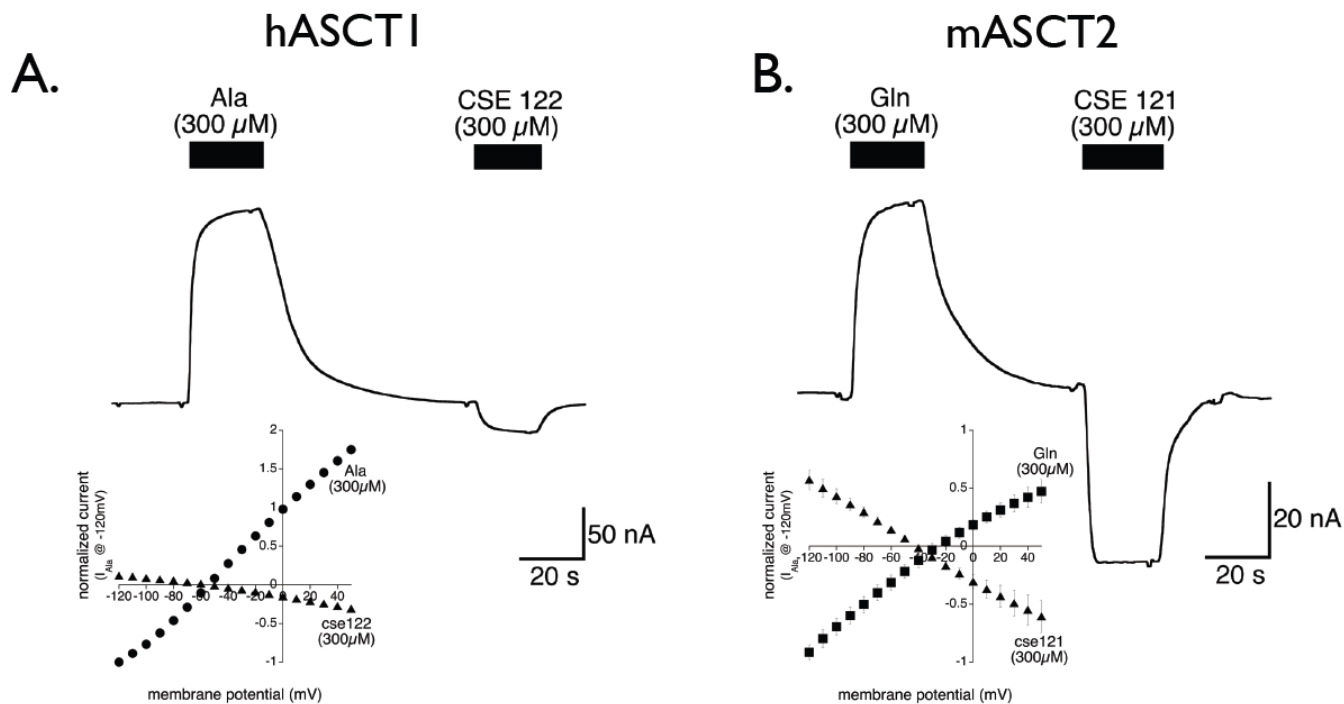 hASCT1
mASCT2
A.
Ala
(300 µM)
CSE 122
(300 µM)
B.
Gln
(300 µM)
CSE 121
(300 µM)
normalized current
(I_Ala @ -120mV)
2
1.5
1
0.5
0
-0.5
-1
-120 -100 -80 -60 -40 -20 0 20 40
Ala
(300µM)
cse122
(300µM)
membrane potential (mV)
50 nA
20 s
normalized current
(I_Ala @ -120mV)
1
0.5
0
-0.5
-1
-120 -100 -80 -60 -40 -20 0 20 40
Gln
(300µM)
cse121
(300µM)
membrane potential (mV)
20 nA
20 s